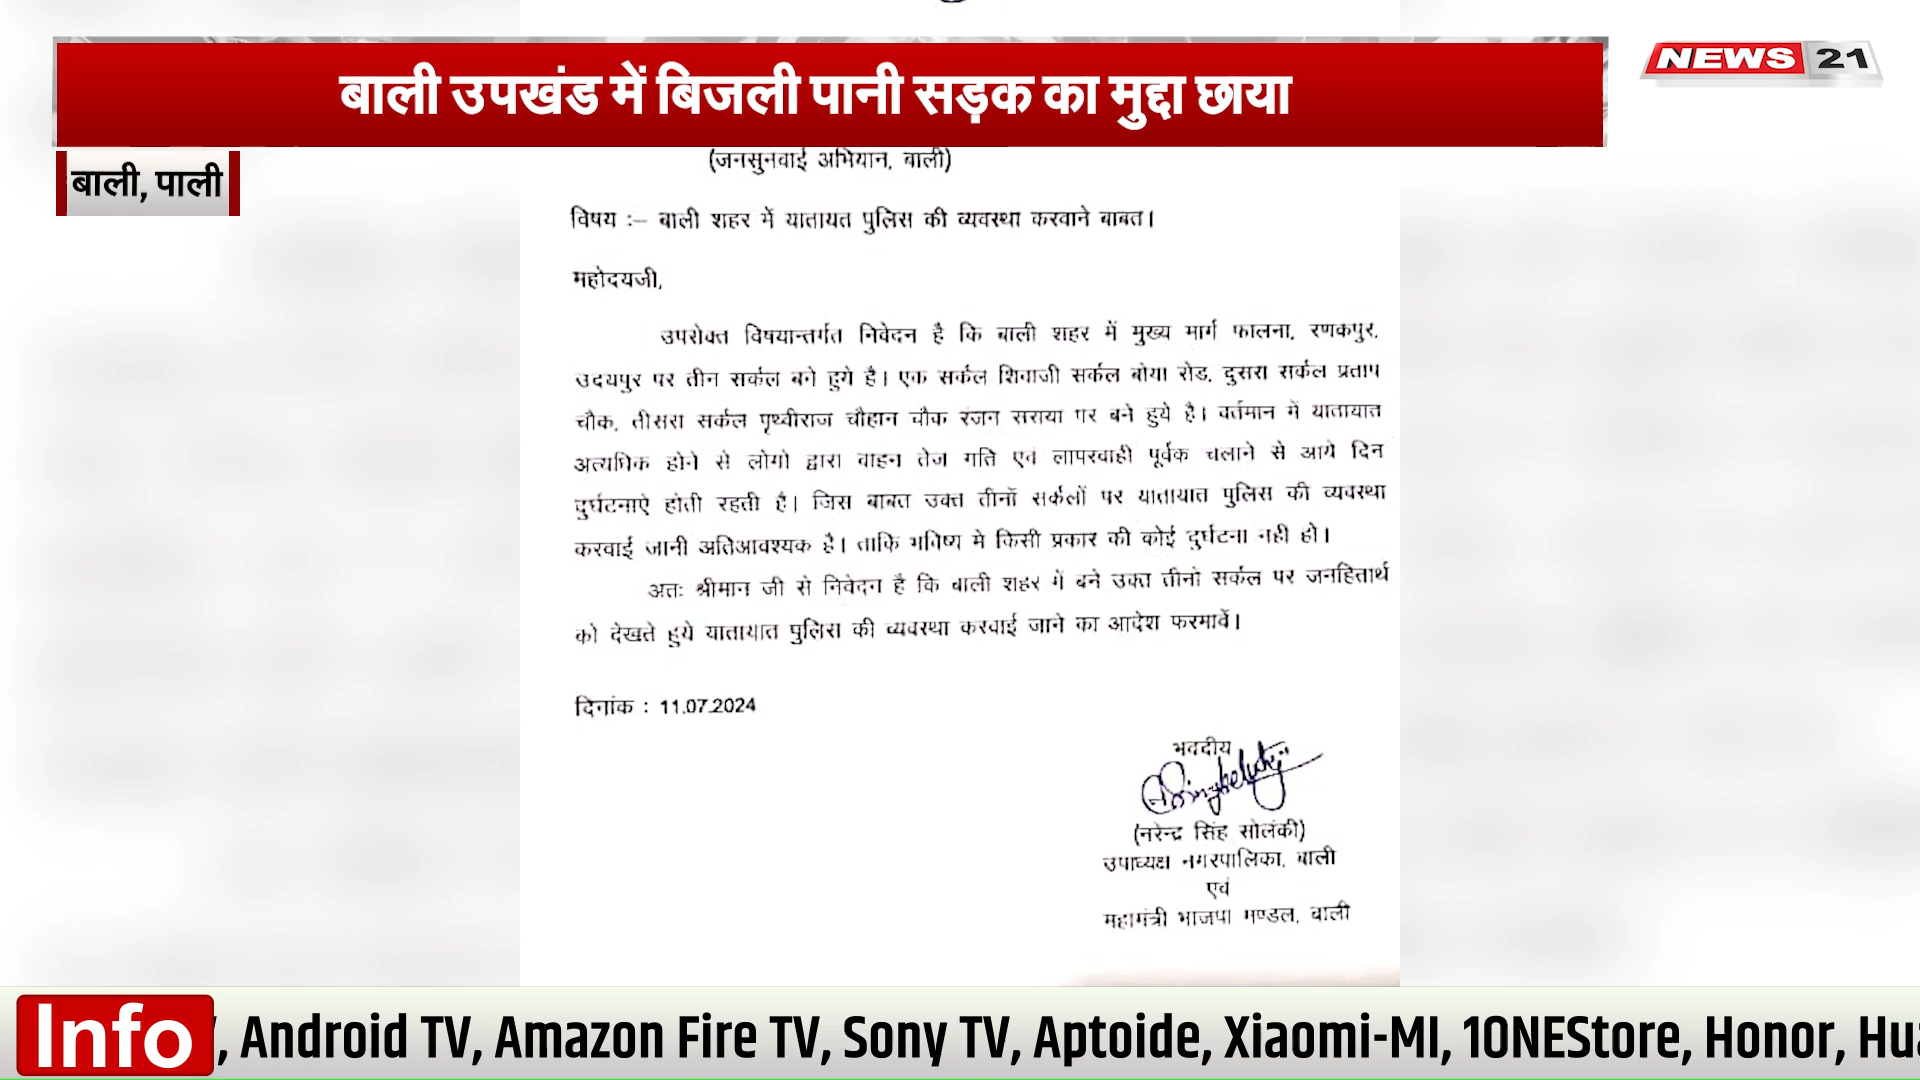 बाली उपखंड में बिजली पानी सड़क का मुद्दा छाया
NEWS 21
बाली, पाली
(जनसुनवाई अभियान, बाली)
विषय :– बाली शहर में यातायत पुलिस की व्यवस्था करवाने बाबत।
महोदयजी,
उपरोक्त विषयान्तर्गत निवेदन है कि बाली शहर में मुख्य मार्ग फालना, रणकपुर,
उदयपुर पर तीन सर्कल बने हुये है। एक सर्कल शिवाजी सर्कल बोया रोड, दुसरा सर्कल प्रताप
चौक, तीसरा सर्कल पृथ्वीराज चौहान चौक रंजन सराया पर बने हुये है। वर्तमान में यातायात
अत्यधिक होने से लोगो द्वारा वाहन तेज गति एवं लापरवाही पूर्वक चलाने से आये दिन
दुर्घटनाऐ होती रहती है। जिस बाबत उक्त तीनों सर्कलों पर यातायात पुलिस की व्यवस्था
करवाई जानी अतिआवश्यक है। ताकि भविष्य मे किसी प्रकार की कोई दुर्घटना नही हो।
अतः श्रीमान जी से निवेदन है कि बाली शहर में बने उक्त तीनो सर्कल पर जनहितार्थ
को देखते हुये यातायात पुलिस की व्यवस्था करवाई जाने का आदेश फरमावें।
दिनांक : 11.07.2024
भवदीय
(नरेन्द्र सिंह सोलंकी)
उपाध्यक्ष नगरपालिका, बाली
एवं
महामंत्री भाजपा मण्डल, बाली
Info , Android TV, Amazon Fire TV, Sony TV, Aptoide, Xiaomi-MI, 10NEStore, Honor, Hua